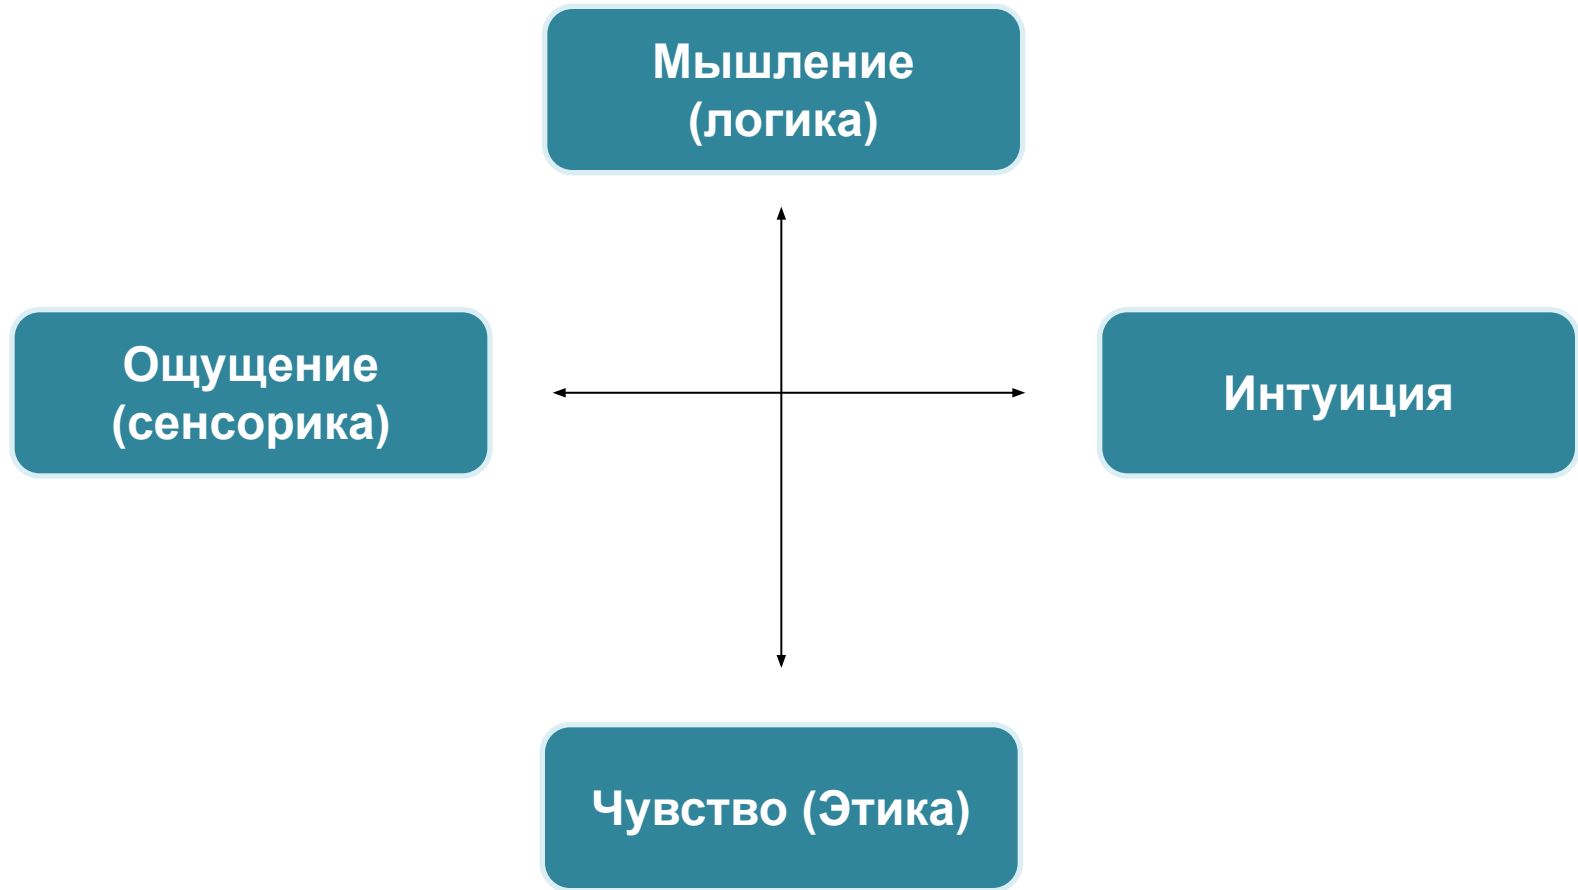 Мышление
(логика)
Ощущение
(сенсорика)
Интуиция
Чувство (Этика)